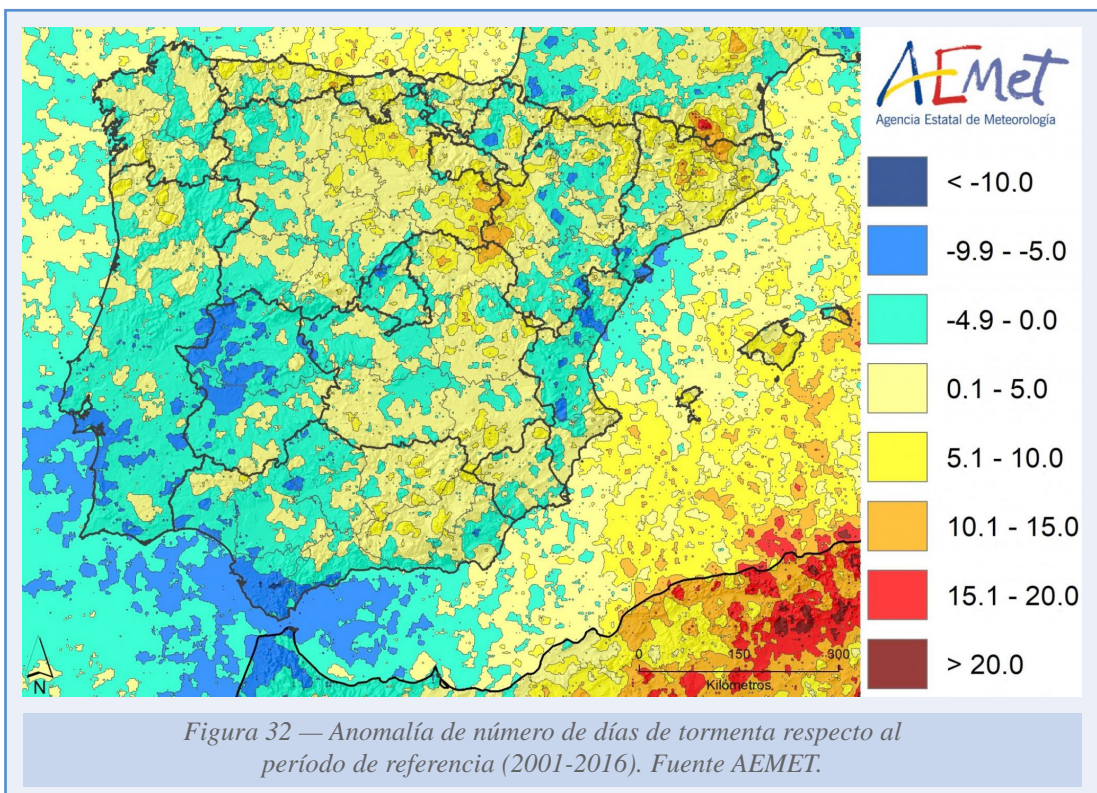 AEMet
Agencia Estatal de Meteorología
< -10.0
-9.9 - -5.0
-4.9 - 0.0
0.1 - 5.0
5.1 - 10.0
10.1 - 15.0
15.1 - 20.0
> 20.0
0 150 300
Kilómetros
N
Figura 32 — Anomalía de número de días de tormenta respecto al
período de referencia (2001-2016). Fuente AEMET.